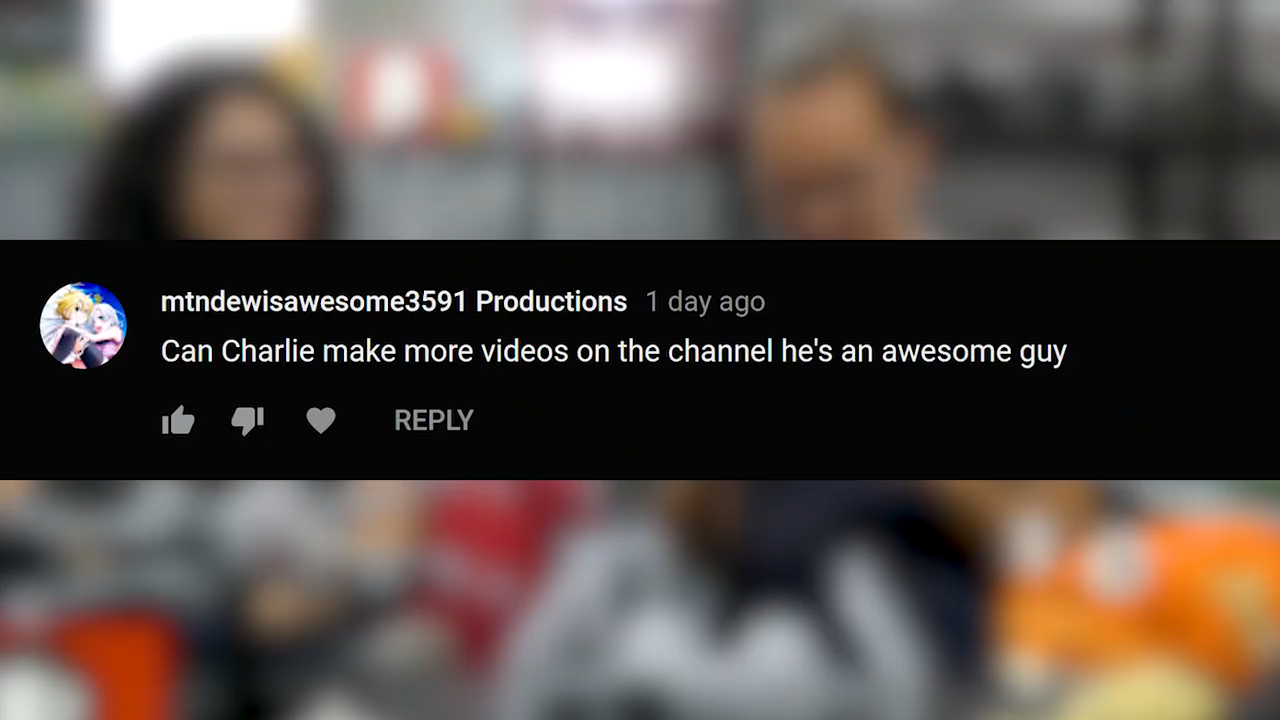 mtndewisawesome3591 Productions 1 day ago
Can Charlie make more videos on the channel he's an awesome guy
REPLY